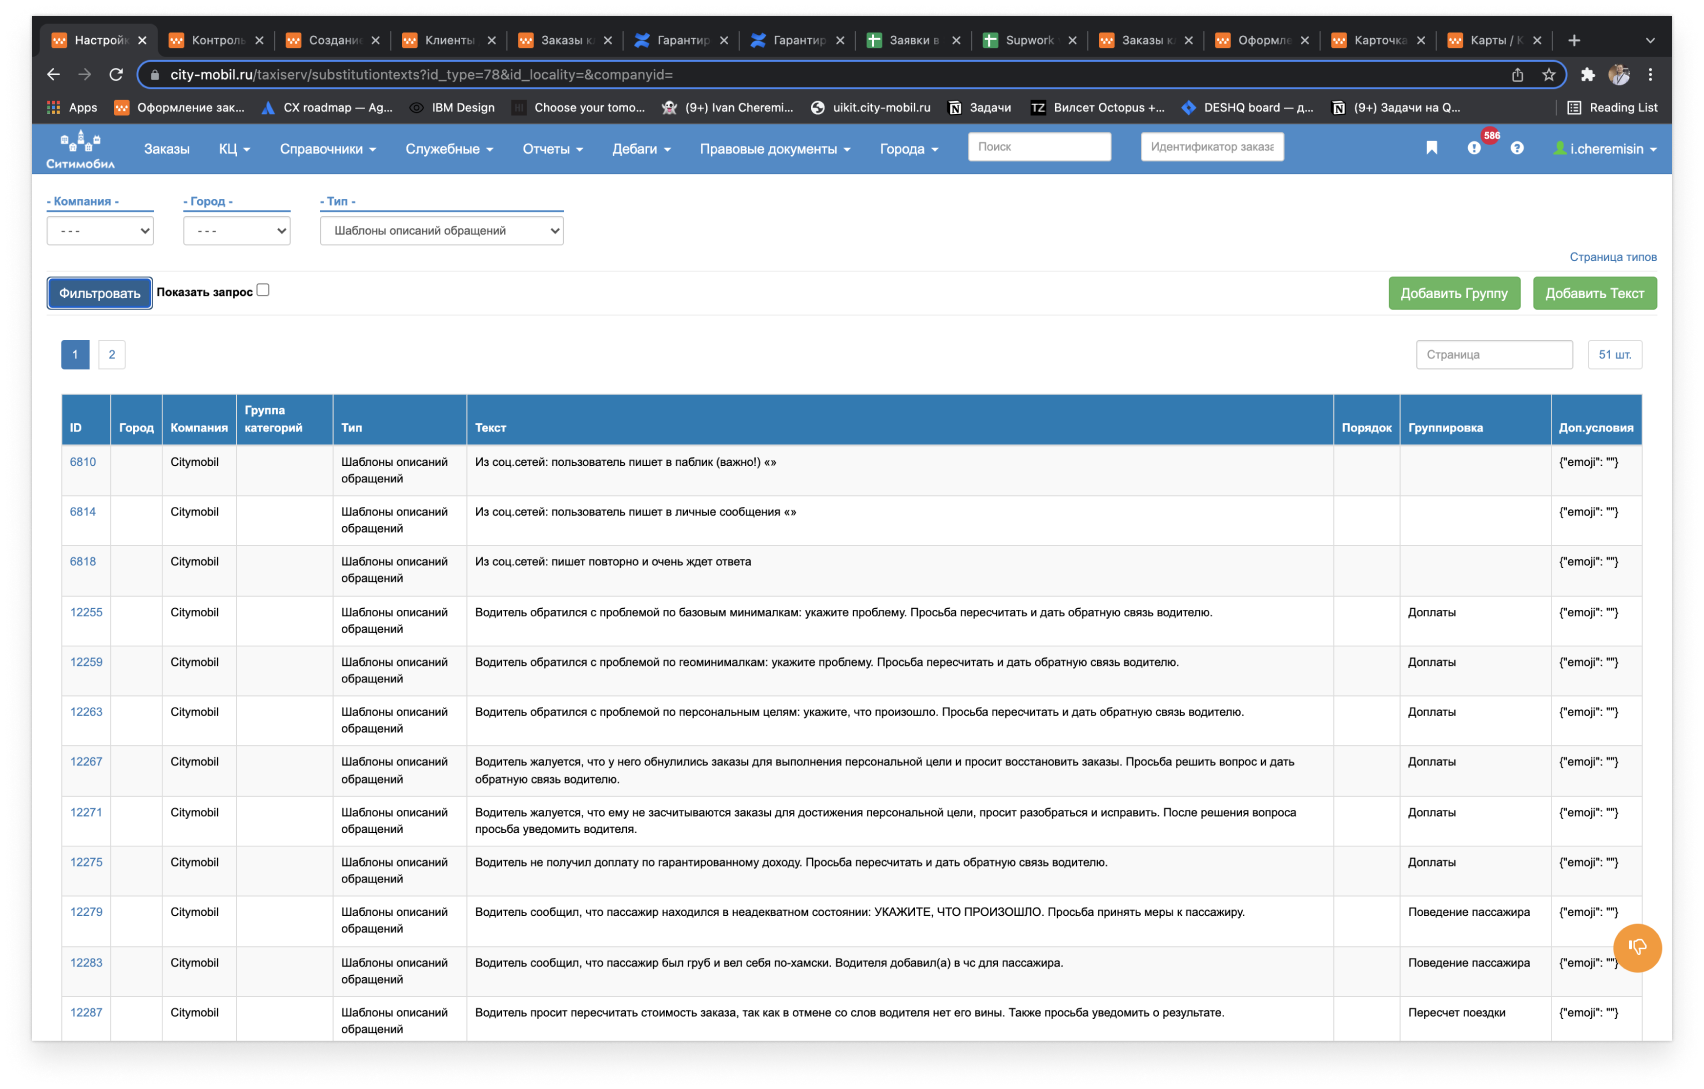 Настрой
Контроль
Создани
Клиенты
Заказы к
Гарантир
Гарантир
Заявки в
Supwork
Заказы к
Оформле
Карточка
Карты / К
city-mobil.ru/taxiserv/substitutiontexts?id_type=78&id_locality=&companyid=
Apps
Оформление зак...
CX roadmap — Ag...
IBM Design
Choose your tomo...
(9+) Ivan Cheremi...
uikit.city-mobil.ru
Задачи
TZ Вилсет Octopus +...
DESHQ board — д...
(9+) Задачи на Q...
Reading List
Ситимобил
Заказы
КЦ
Справочники
Служебные
Отчеты
Дебаги
Правовые документы
Города
Поиск
Идентификатор заказа
586
i.cheremisin
- Компания -
- Город -
- Тип -
- - -
- - -
Шаблоны описаний обращений
Страница типов
Фильтровать
Показать запрос
Добавить Группу
Добавить Текст
1
2
Страница
51 шт.
ID Город Компания Группа категорий Тип Текст Порядок Группировка Доп.условия
6810 Citymobil Шаблоны описаний обращений Из соц.сетей: пользователь пишет в паблик (важно!) «» {"emoji": ""}
6814 Citymobil Шаблоны описаний обращений Из соц.сетей: пользователь пишет в личные сообщения «» {"emoji": ""}
6818 Citymobil Шаблоны описаний обращений Из соц.сетей: пишет повторно и очень ждет ответа {"emoji": ""}
12255 Citymobil Шаблоны описаний обращений Водитель обратился с проблемой по базовым минималкам: укажите проблему. Просьба пересчитать и дать обратную связь водителю. Доплаты {"emoji": ""}
12259 Citymobil Шаблоны описаний обращений Водитель обратился с проблемой по геоминималкам: укажите проблему. Просьба пересчитать и дать обратную связь водителю. Доплаты {"emoji": ""}
12263 Citymobil Шаблоны описаний обращений Водитель обратился с проблемой по персональным целям: укажите, что произошло. Просьба пересчитать и дать обратную связь водителю. Доплаты {"emoji": ""}
12267 Citymobil Шаблоны описаний обращений Водитель жалуется, что у него обнулились заказы для выполнения персональной цели и просит восстановить заказы. Просьба решить вопрос и дать обратную связь водителю. Доплаты {"emoji": ""}
12271 Citymobil Шаблоны описаний обращений Водитель жалуется, что ему не засчитываются заказы для достижения персональной цели, просит разобраться и исправить. После решения вопроса просьба уведомить водителя. Доплаты {"emoji": ""}
12275 Citymobil Шаблоны описаний обращений Водитель не получил доплату по гарантированному доходу. Просьба пересчитать и дать обратную связь водителю. Доплаты {"emoji": ""}
12279 Citymobil Шаблоны описаний обращений Водитель сообщил, что пассажир находился в неадекватном состоянии: УКАЖИТЕ, ЧТО ПРОИЗОШЛО. Просьба принять меры к пассажиру. Поведение пассажира {"emoji": ""}
12283 Citymobil Шаблоны описаний обращений Водитель сообщил, что пассажир был груб и вел себя по-хамски. Водителя добавил(а) в чс для пассажира. Поведение пассажира {"emoji": ""}
12287 Citymobil Шаблоны описаний обращений Водитель просит пересчитать стоимость заказа, так как в отмене со слов водителя нет его вины. Также просьба уведомить о результате. Пересчет поездки {"emoji": ""}